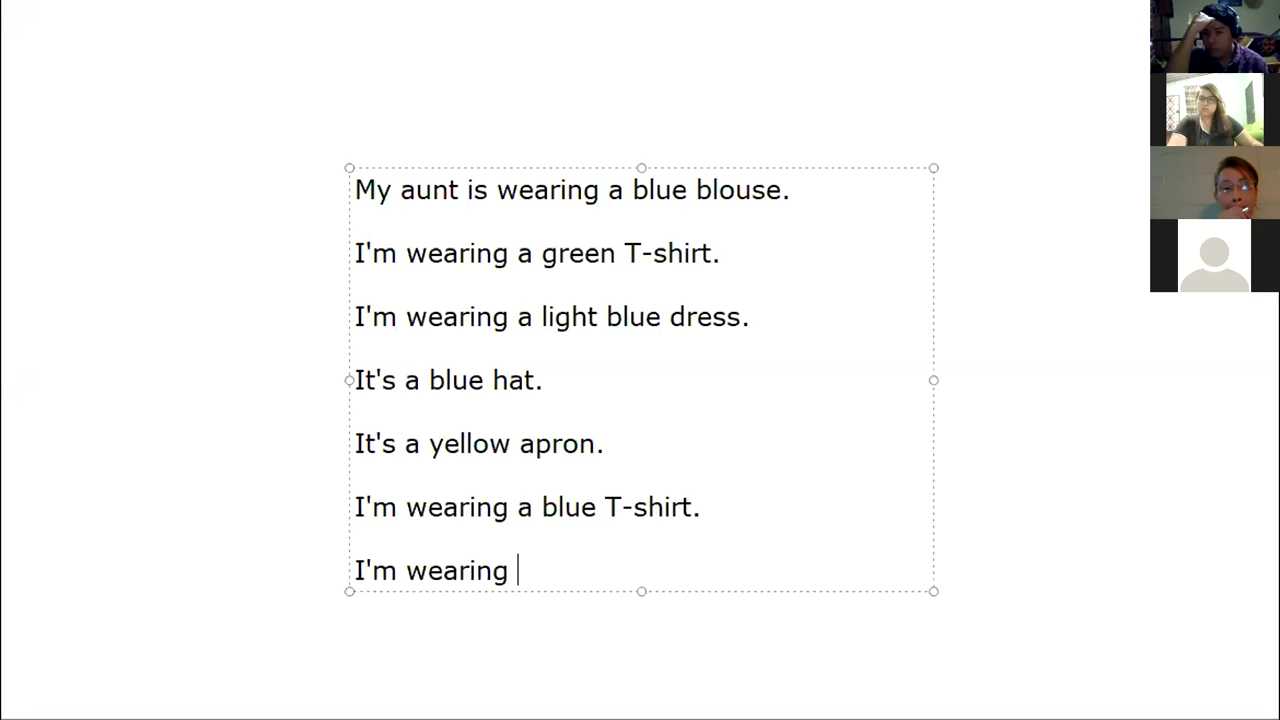 My aunt is wearing a blue blouse.
I'm wearing a green T-shirt.
I'm wearing a light blue dress.
It's a blue hat.
It's a yellow apron.
I'm wearing a blue T-shirt.
I'm wearing